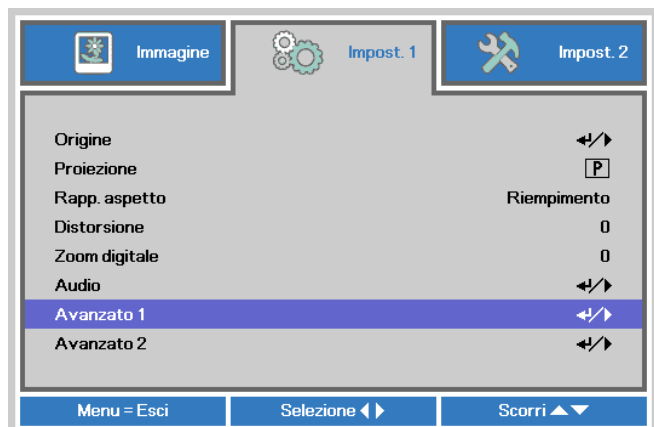 Immagine
Impost. 1
Impost. 2
Origine
Proiezione P
Rapp. aspetto Riempimento
Distorsione 0
Zoom digitale 0
Audio
Avanzato 1
Avanzato 2
Menu = Esci
Selezione
Scorri